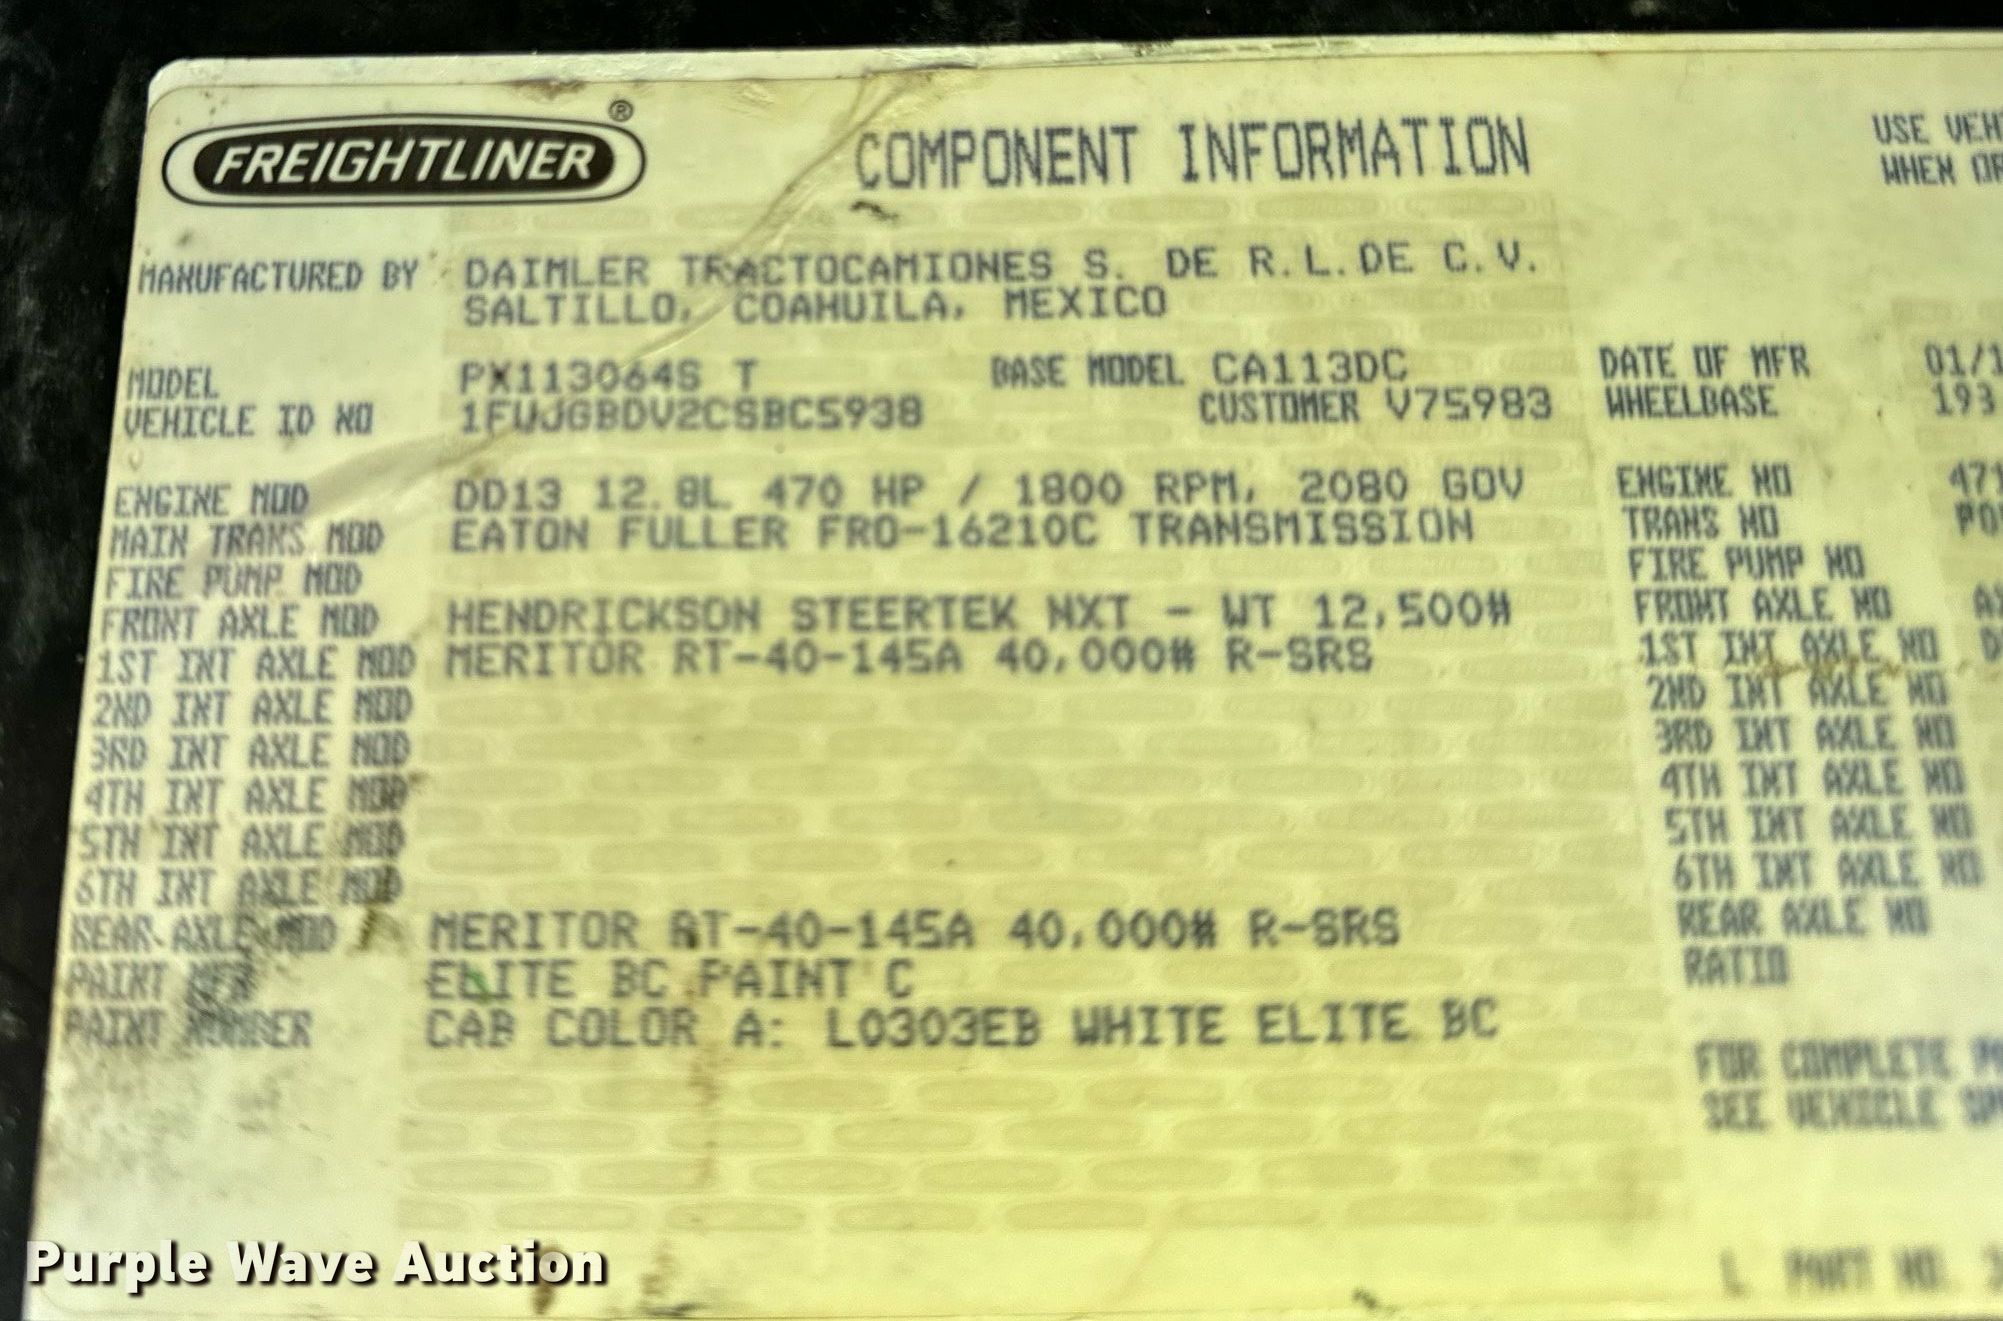 FREIGHTLINER ®
COMPONENT INFORMATION
USE VEH
WHEN OR
MANUFACTURED BY DAIMLER TRACTOCAMIONES S. DE R.L.DE C.V.
SALTILLO, COAHUILA, MEXICO
MODEL PX113064S T BASE MODEL CA113DC DATE OF MFR 01/1
VEHICLE ID NO 1FUJGBDV2CSBC5938 CUSTOMER V75983 WHEELBASE 193
ENGINE MOD DD13 12.8L 470 HP / 1800 RPM, 2080 GOV ENGINE NO 471
MAIN TRANS MOD EATON FULLER FRO-16210C TRANSMISSION TRANS NO PO
FIRE PUMP MOD FIRE PUMP NO
FRONT AXLE MOD HENDRICKSON STEERTEK NXT - WT 12,500# FRONT AXLE NO AX
1ST INT AXLE MOD MERITOR RT-40-145A 40,000# R-SRS 1ST INT AXLE NO D
2ND INT AXLE MOD 2ND INT AXLE NO
3RD INT AXLE MOD 3RD INT AXLE NO
4TH INT AXLE MOD 4TH INT AXLE NO
5TH INT AXLE MOD 5TH INT AXLE NO
6TH INT AXLE MOD 6TH INT AXLE NO
REAR AXLE MOD MERITOR RT-40-145A 40,000# R-SRS REAR AXLE NO
PAINT MFR ELITE BC PAINT C RATIO
PAINT NUMBER CAB COLOR A: L0303EB WHITE ELITE BC
FOR COMPLETE
SEE VEHICLE
L PART NO.
Purple Wave Auction